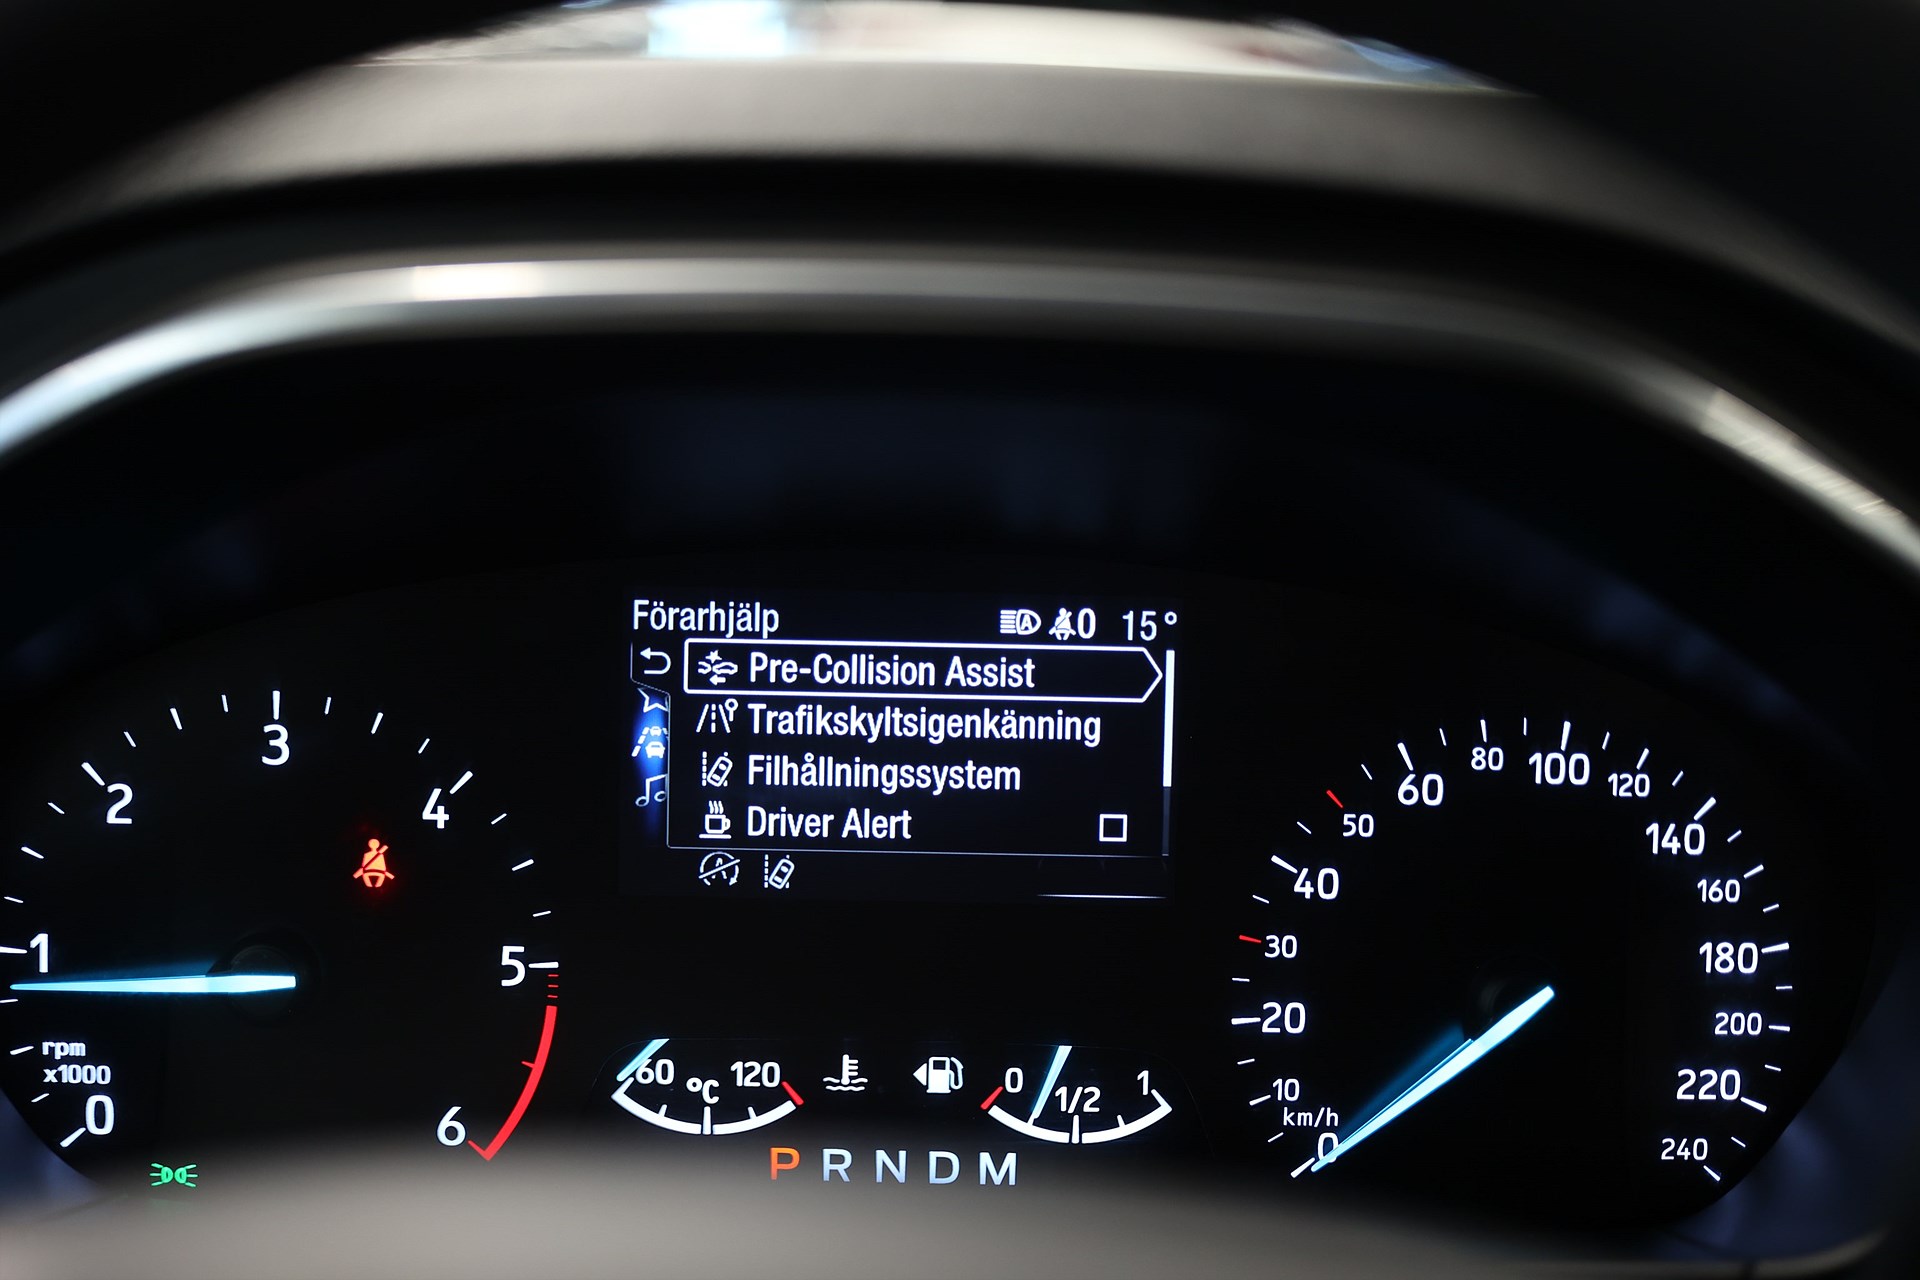 Förarhjälp A 0 15°
Pre-Collision Assist
Trafikskyltsigenkänning
Filhållningssystem
Driver Alert
A
0
1
2
3
4
5
6
rpm
x1000
60 °C 120
0 1/2 1
P R N D M
0
10
20
30
40
50
60
80
100
120
140
160
180
200
220
240
km/h